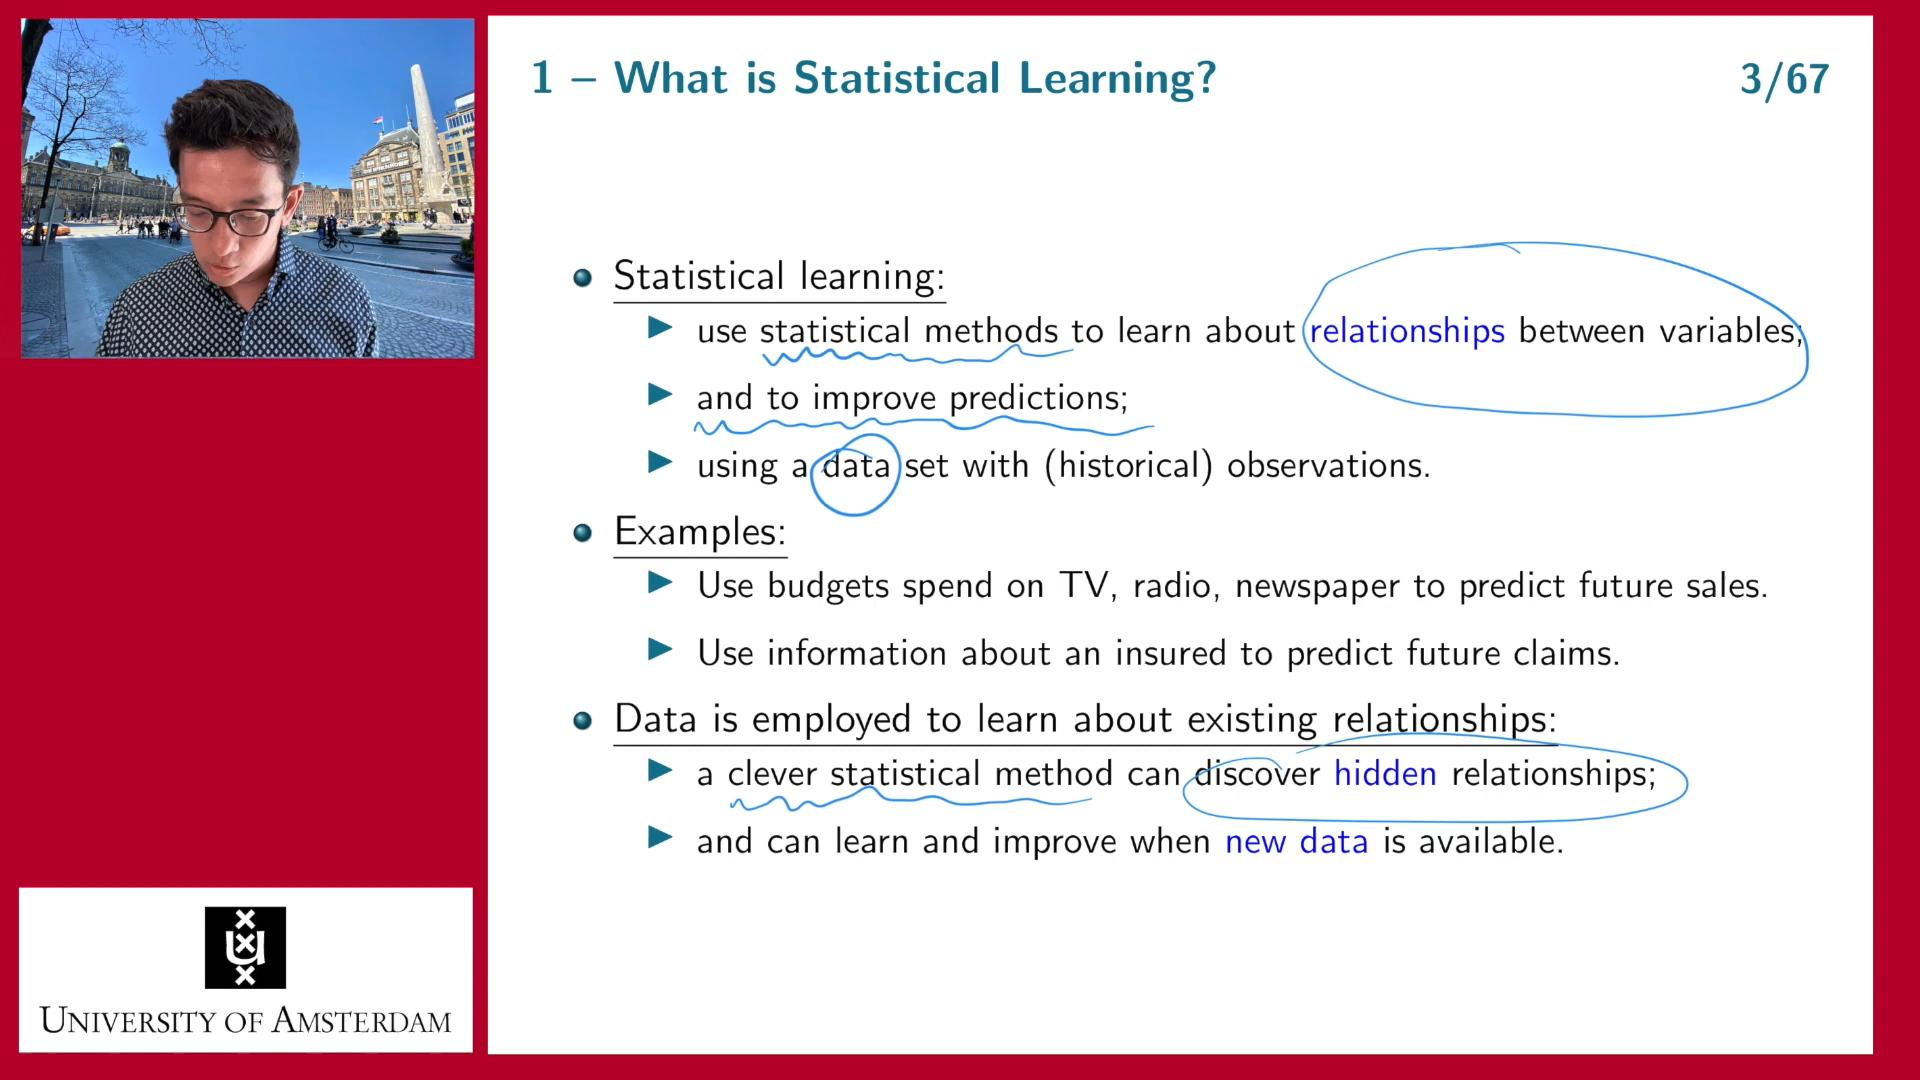 1 – What is Statistical Learning?
3/67
Statistical learning:
use statistical methods to learn about relationships between variables;
and to improve predictions;
using a data set with (historical) observations.
Examples:
Use budgets spend on TV, radio, newspaper to predict future sales.
Use information about an insured to predict future claims.
Data is employed to learn about existing relationships:
a clever statistical method can discover hidden relationships;
and can learn and improve when new data is available.
UNIVERSITY OF AMSTERDAM